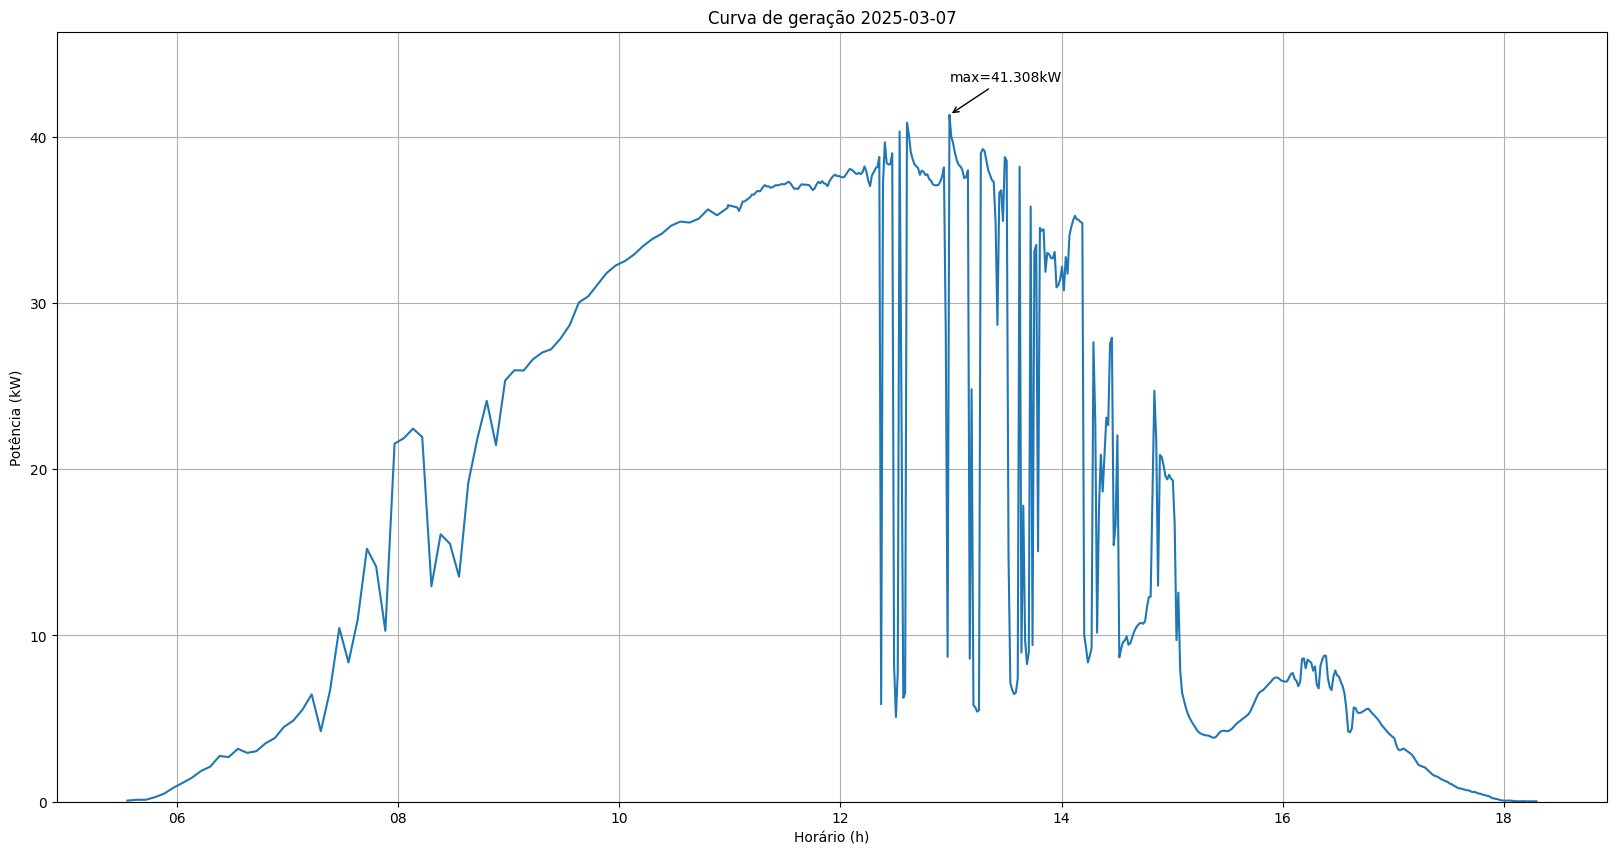 Curva de geração 2025-03-07
max=41.308kW
40
30
20
10
0
Potência (kW)
06 08 10 12 14 16 18
Horário (h)